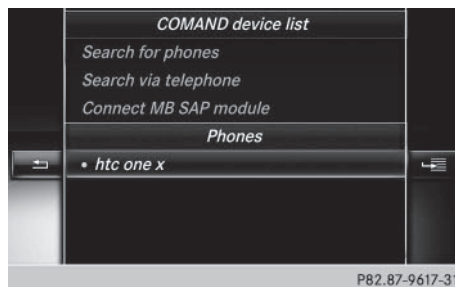 COMAND device list
Search for phones
Search via telephone
Connect MB SAP module
Phones
• htc one x
P82.87-9617-31